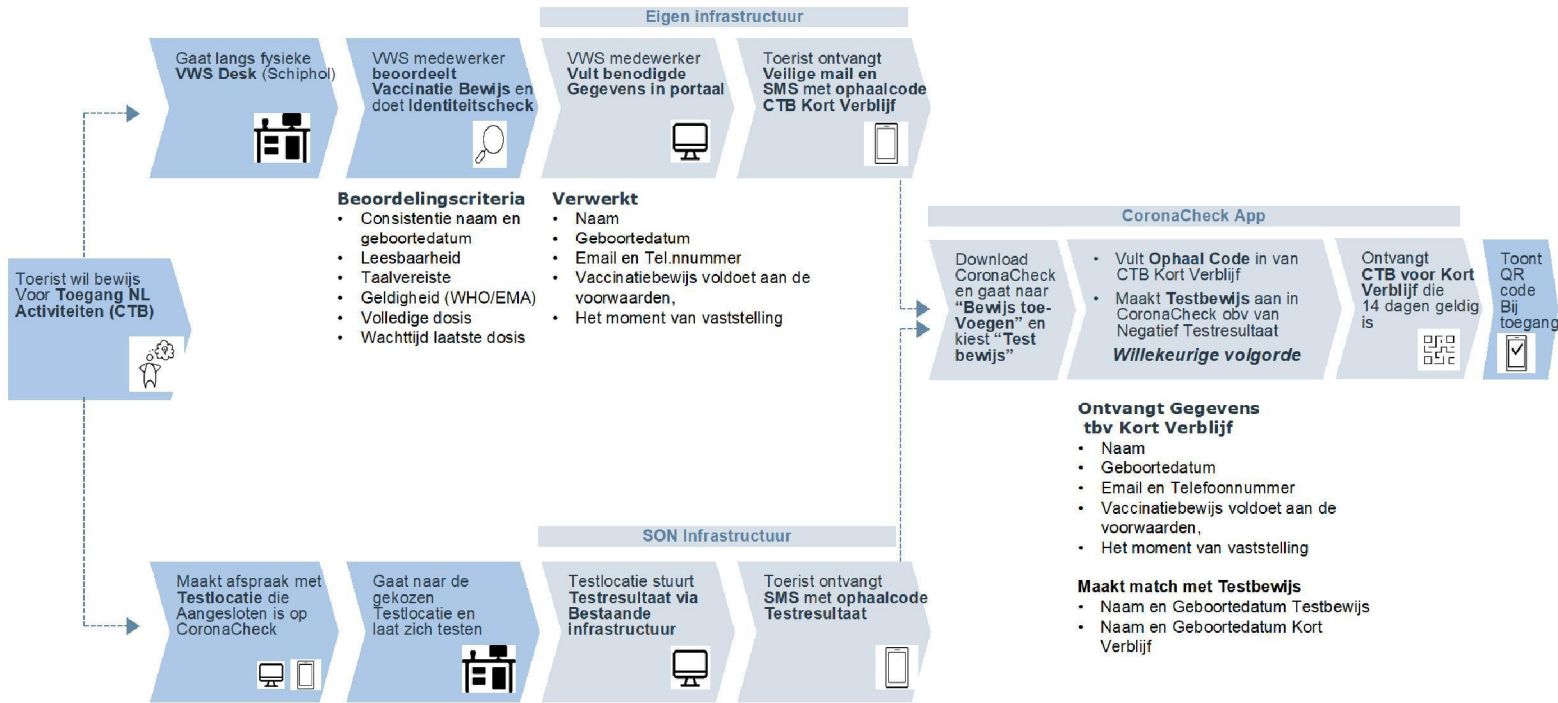 Eigen infrastructuur
Gaat langs fysieke
VWS Desk (Schiphol)
VWS medewerker
beoordeelt
Vaccinatie Bewijs en
doet Identiteitscheck
VWS medewerker
Vult benodigde
Gegevens in portaal
Toerist ontvangt
Veilige mail en
SMS met ophaalcode
CTB Kort Verblijf
Beoordelingscriteria
• Consistentie naam en
geboortedatum
• Leesbaarheid
• Taalvereiste
• Geldigheid (WHO/EMA)
• Volledige dosis
• Wachttijd laatste dosis
Verwerkt
• Naam
• Geboortedatum
• Email en Tel.nnummer
• Vaccinatiebewijs voldoet aan de
voorwaarden,
• Het moment van vaststelling
Toerist wil bewijs
Voor Toegang NL
Activiteiten (CTB)
CoronaCheck App
Download
CoronaCheck
en gaat naar
“Bewijs toe-
Voegen” en
kiest “Test
bewijs”
• Vult Ophaal Code in van
CTB Kort Verblijf
• Maakt Testbewijs aan in
CoronaCheck obv van
Negatief Testresultaat
Willekeurige volgorde
Ontvangt
CTB voor Kort
Verblijf die
14 dagen geldig
is
Toont
QR
code
Bij
toegang
Ontvangt Gegevens
tbv Kort Verblijf
• Naam
• Geboortedatum
• Email en Telefoonnummer
• Vaccinatiebewijs voldoet aan de
voorwaarden,
• Het moment van vaststelling
Maakt match met Testbewijs
• Naam en Geboortedatum Testbewijs
• Naam en Geboortedatum Kort
Verblijf
SON Infrastructuur
Maakt afspraak met
Testlocatie die
Aangesloten is op
CoronaCheck
Gaat naar de
gekozen
Testlocatie en
laat zich testen
Testlocatie stuurt
Testresultaat via
Bestaande
infrastructuur
Toerist ontvangt
SMS met ophaalcode
Testresultaat